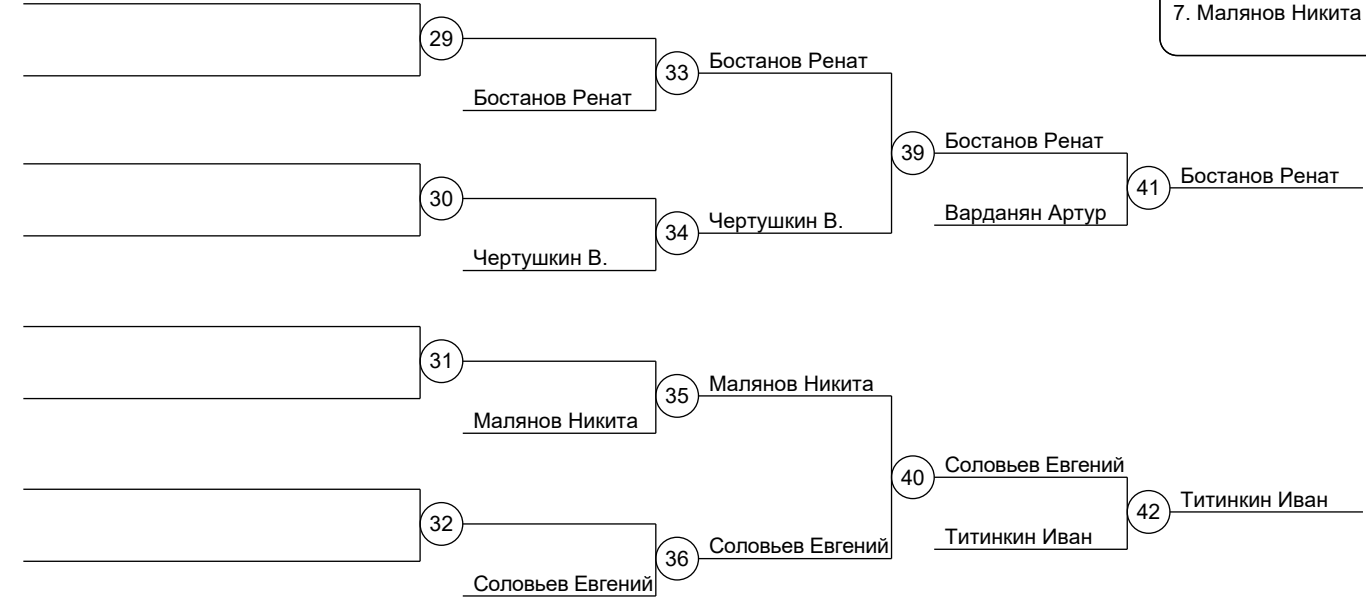 7. Малянов Никита
29
Бостанов Ренат
33
Бостанов Ренат
30
Чертушкин В.
34
Чертушкин В.
39
Бостанов Ренат
Варданян Артур
41
Бостанов Ренат
31
Малянов Никита
35
Малянов Никита
32
Соловьев Евгений
36
Соловьев Евгений
40
Соловьев Евгений
Титинкин Иван
42
Титинкин Иван